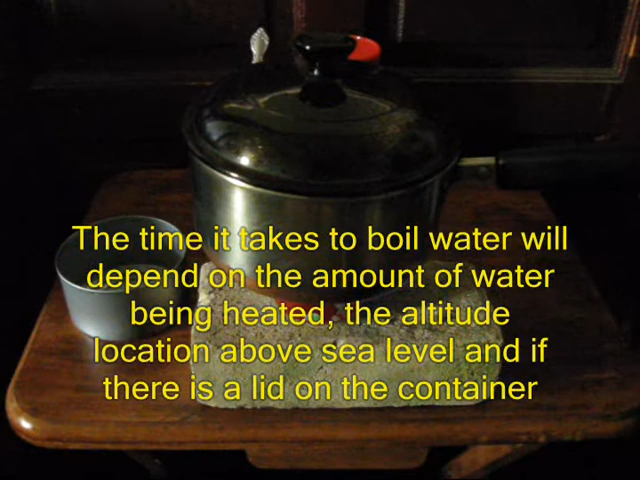 The time it takes to boil water will
depend on the amount of water
being heated, the altitude
location above sea level and if
there is a lid on the container